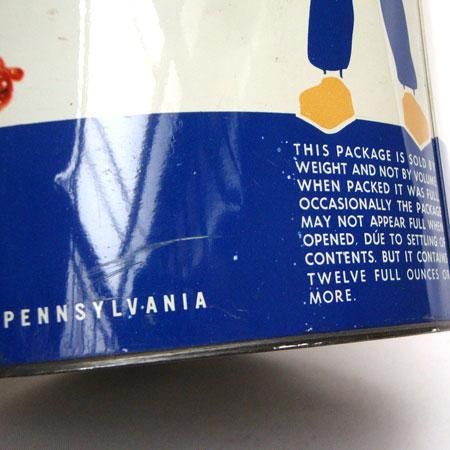 THIS PACKAGE IS SOLD BY
WEIGHT AND NOT BY VOLUME
WHEN PACKED IT WAS FULL
OCCASIONALLY THE PACKAGE
MAY NOT APPEAR FULL WHEN
OPENED, DUE TO SETTLING OF
CONTENTS. BUT IT CONTAINS
TWELVE FULL OUNCES OR
MORE.
PENNSYLVANIA